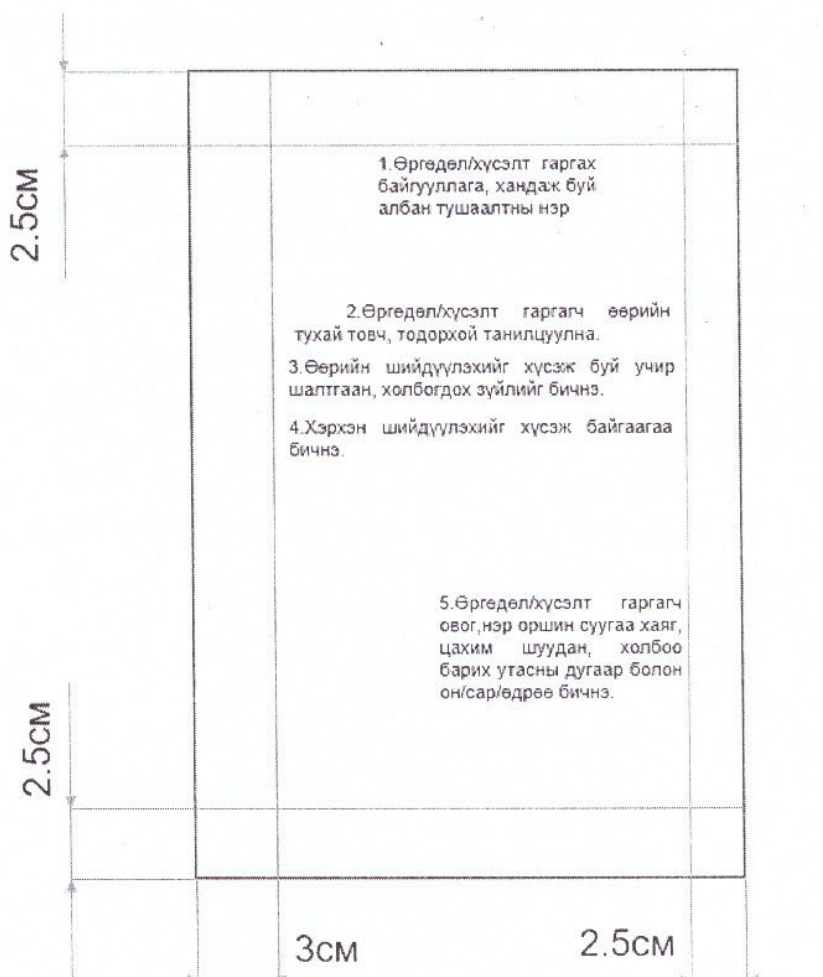 2.5см
1.Өргөдөл/хүсэлт гаргах
байгууллага, хандаж буй
албан тушаалтны нэр
2.Өргөдөл/хүсэлт гаргагч өөрийн
тухай товч, тодорхой танилцуулна.
3.Өөрийн шийдүүлэхийг хүсэж буй учир
шалтгаан, холбогдох зүйлийг бичнэ.
4.Хэрхэн шийдүүлэхийг хүсэж байгаагаа
бичнэ.
5.Өргөдөл/хүсэлт гаргагч
овог,нэр оршин суугаа хаяг,
цахим шуудан, холбоо
барих утасны дугаар болон
он/сар/өдрөө бичнэ.
2.5см
3см 2.5см